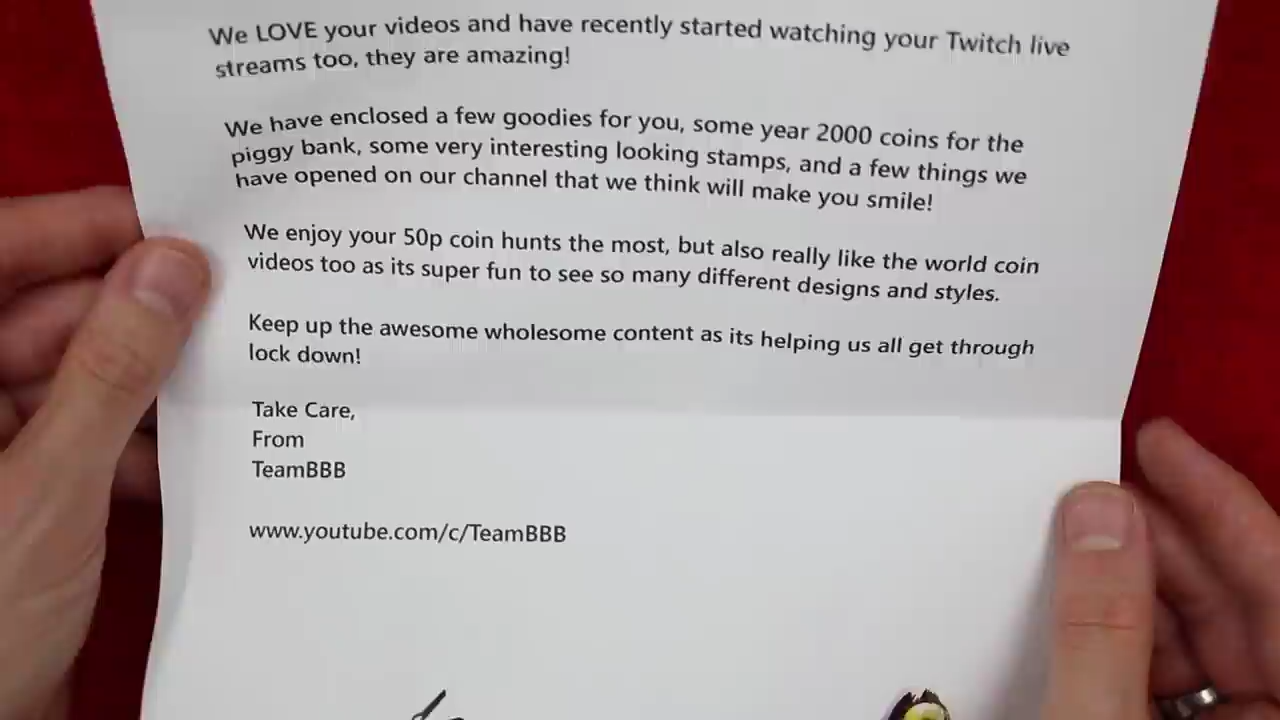 We LOVE your videos and have recently started watching your Twitch live
streams too, they are amazing!
We have enclosed a few goodies for you, some year 2000 coins for the
piggy bank, some very interesting looking stamps, and a few things we
have opened on our channel that we think will make you smile!
We enjoy your 50p coin hunts the most, but also really like the world coin
videos too as its super fun to see so many different designs and styles.
Keep up the awesome wholesome content as its helping us all get through
lock down!
Take Care,
From
TeamBBB
www.youtube.com/c/TeamBBB